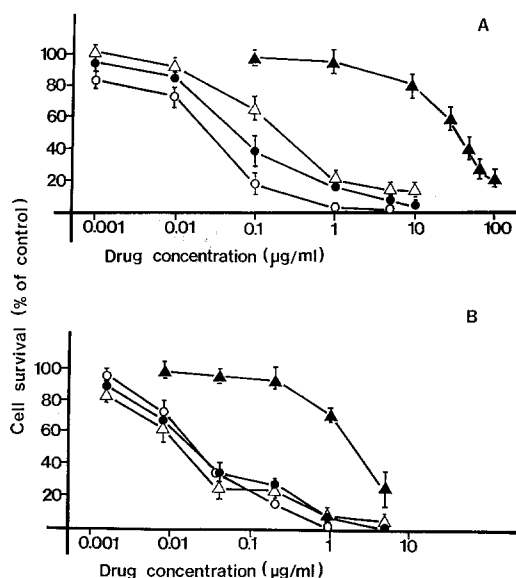 A
100
80
60
40
20
0.001 0.01 0.1 1 10 100
Drug concentration (µg/ml)
Cell survival (% of control)
B
100
80
60
40
20
0.001 0.01 0.1 1 10
Drug concentration (µg/ml)